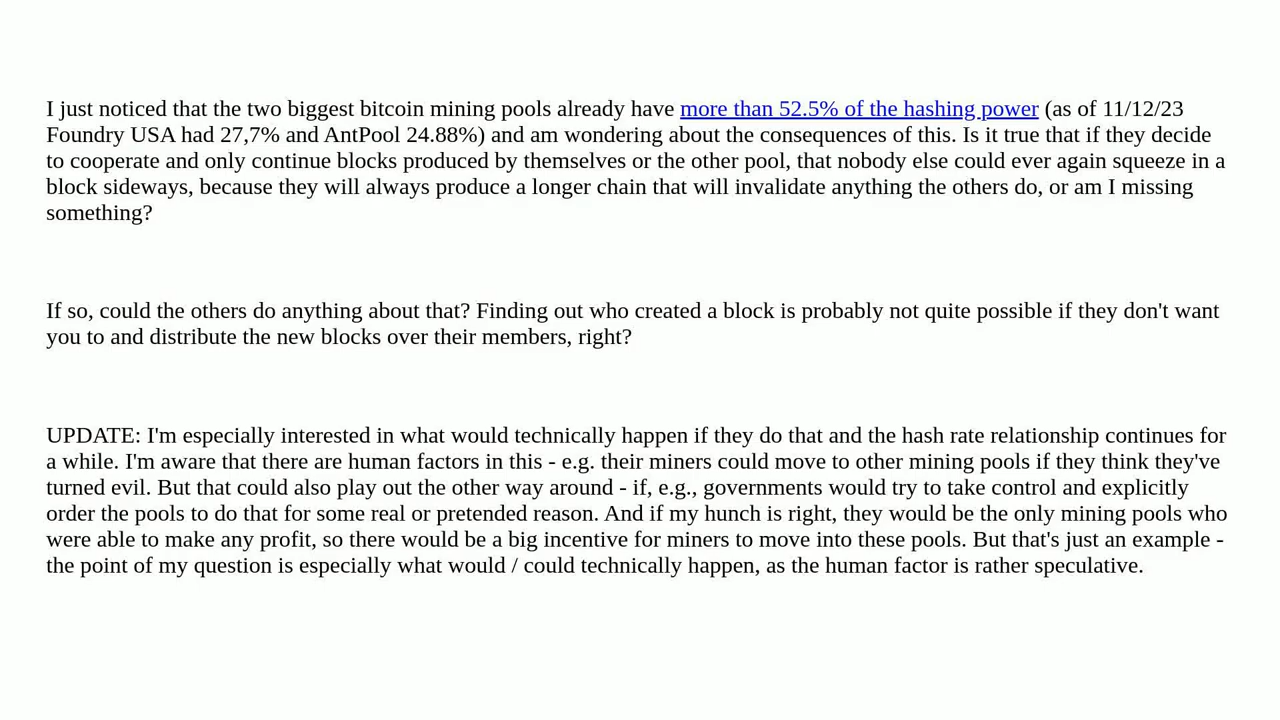 I just noticed that the two biggest bitcoin mining pools already have more than 52.5% of the hashing power (as of 11/12/23
Foundry USA had 27,7% and AntPool 24.88%) and am wondering about the consequences of this. Is it true that if they decide
to cooperate and only continue blocks produced by themselves or the other pool, that nobody else could ever again squeeze in a
block sideways, because they will always produce a longer chain that will invalidate anything the others do, or am I missing
something?
If so, could the others do anything about that? Finding out who created a block is probably not quite possible if they don't want
you to and distribute the new blocks over their members, right?
UPDATE: I'm especially interested in what would technically happen if they do that and the hash rate relationship continues for
a while. I'm aware that there are human factors in this - e.g. their miners could move to other mining pools if they think they've
turned evil. But that could also play out the other way around - if, e.g., governments would try to take control and explicitly
order the pools to do that for some real or pretended reason. And if my hunch is right, they would be the only mining pools who
were able to make any profit, so there would be a big incentive for miners to move into these pools. But that's just an example -
the point of my question is especially what would / could technically happen, as the human factor is rather speculative.